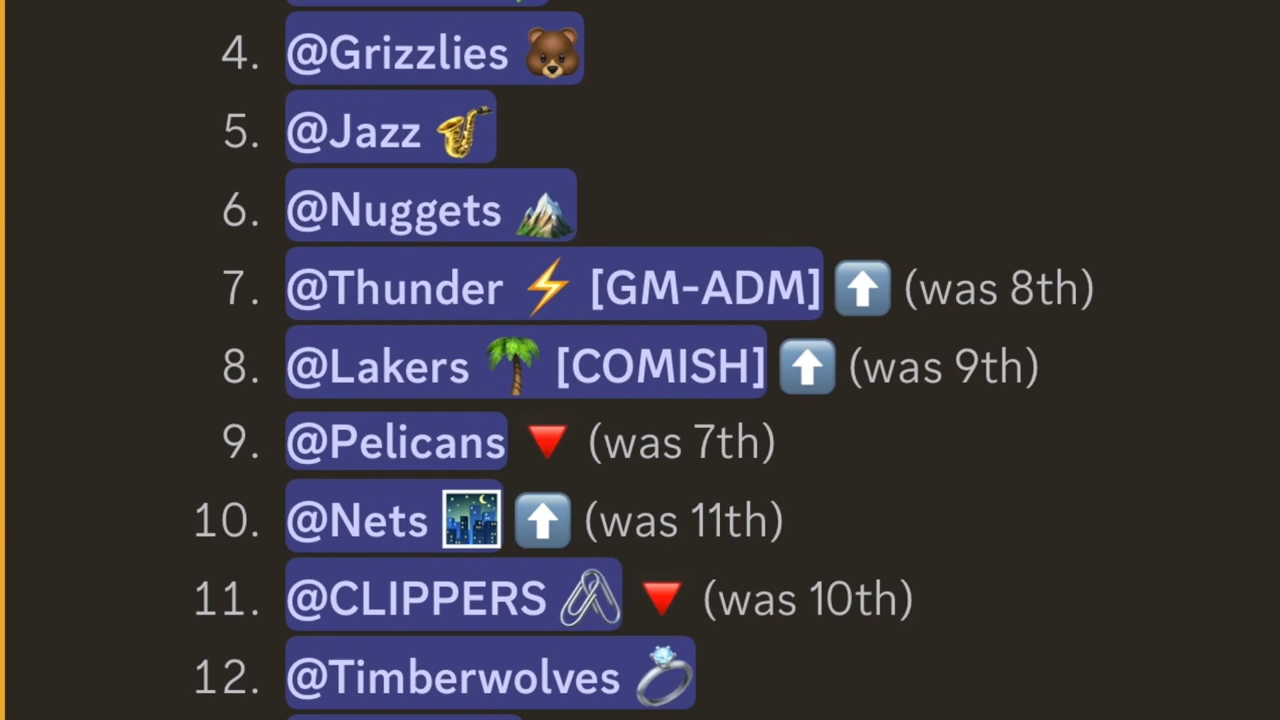 4. @Grizzlies 🐻
5. @Jazz 🎷
6. @Nuggets ⛰️
7. @Thunder ⚡ [GM-ADM] ⬆️ (was 8th)
8. @Lakers 🌴 [COMISH] ⬆️ (was 9th)
9. @Pelicans 🔻 (was 7th)
10. @Nets 🌃 ⬆️ (was 11th)
11. @CLIPPERS 🖇️ 🔻 (was 10th)
12. @Timberwolves 💍